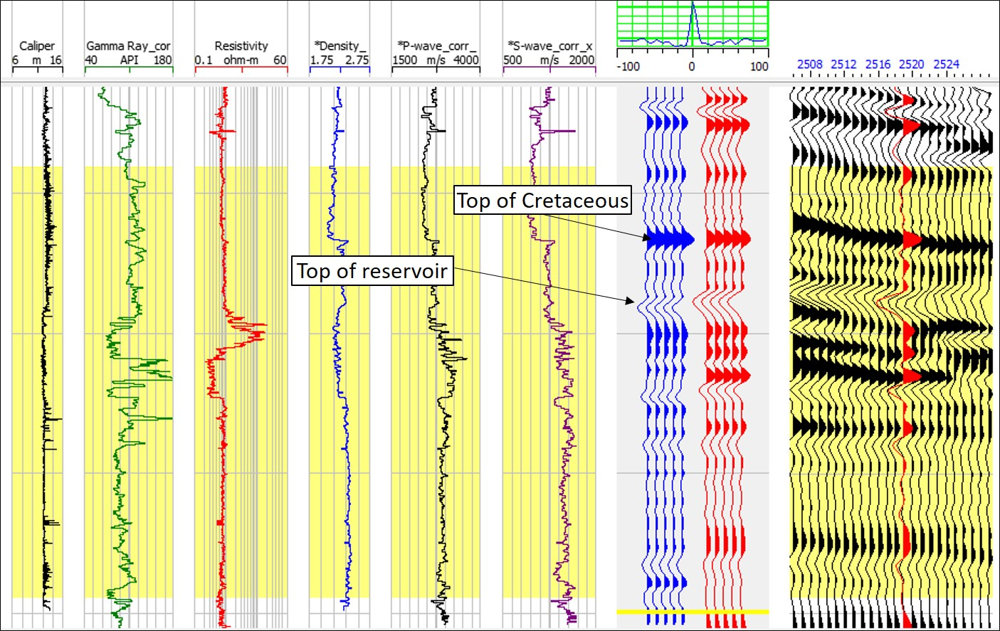 Caliper
6 m 16
Gamma Ray_cor
40 API 180
Resistivity
0.1 ohm-m 60
*Density_
1.75 2.75
*P-wave_corr_
1500 m/s 4000
*S-wave_corr_x
500 m/s 2000
-100 0 100
2508 2512 2516 2520 2524
Top of Cretaceous
Top of reservoir